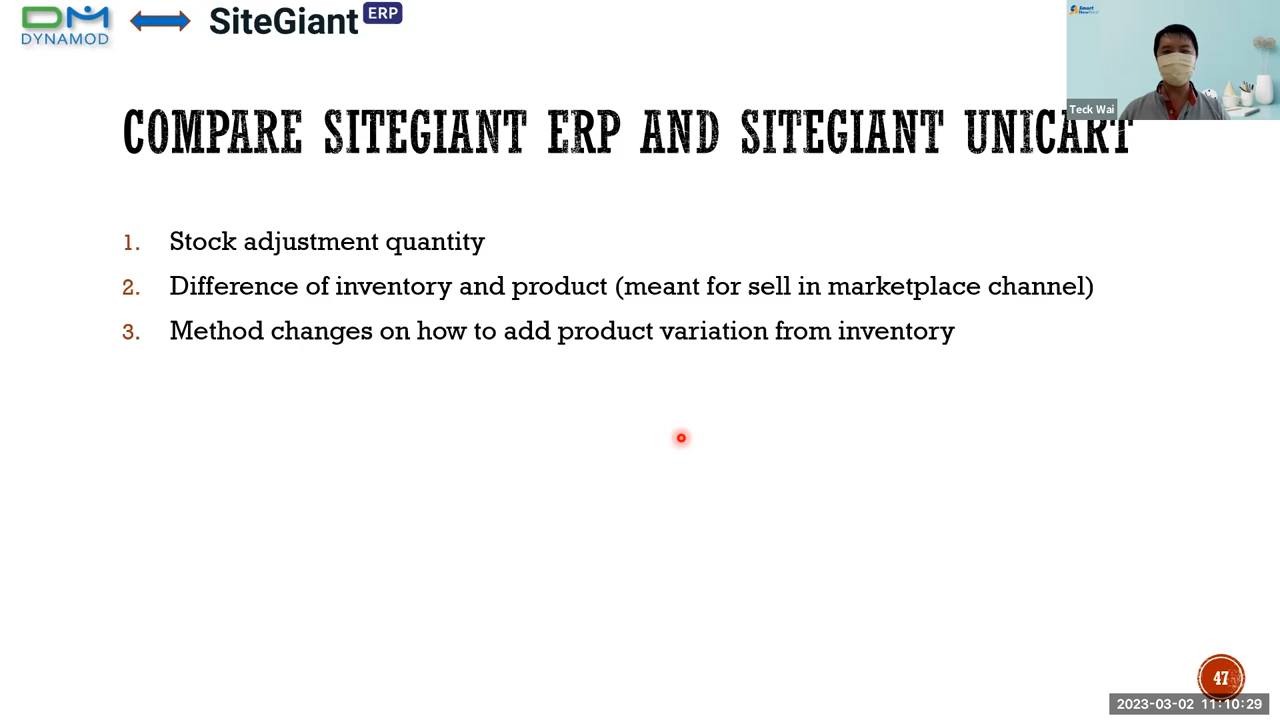 DM
DYNAMOD
SiteGiant ERP
Smart
Teck Wai
COMPARE SITEGIANT ERP AND SITEGIANT UNICART
1. Stock adjustment quantity
2. Difference of inventory and product (meant for sell in marketplace channel)
3. Method changes on how to add product variation from inventory
47
2023-03-02 11:10:29